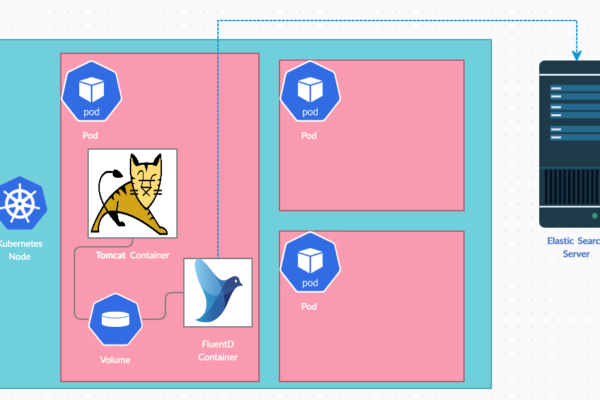 pod
Pod
Tomcat Container
Volume
FluentD
Container
pod
Pod
pod
Pod
Kubernetes
Node
Elastic Searc
Server